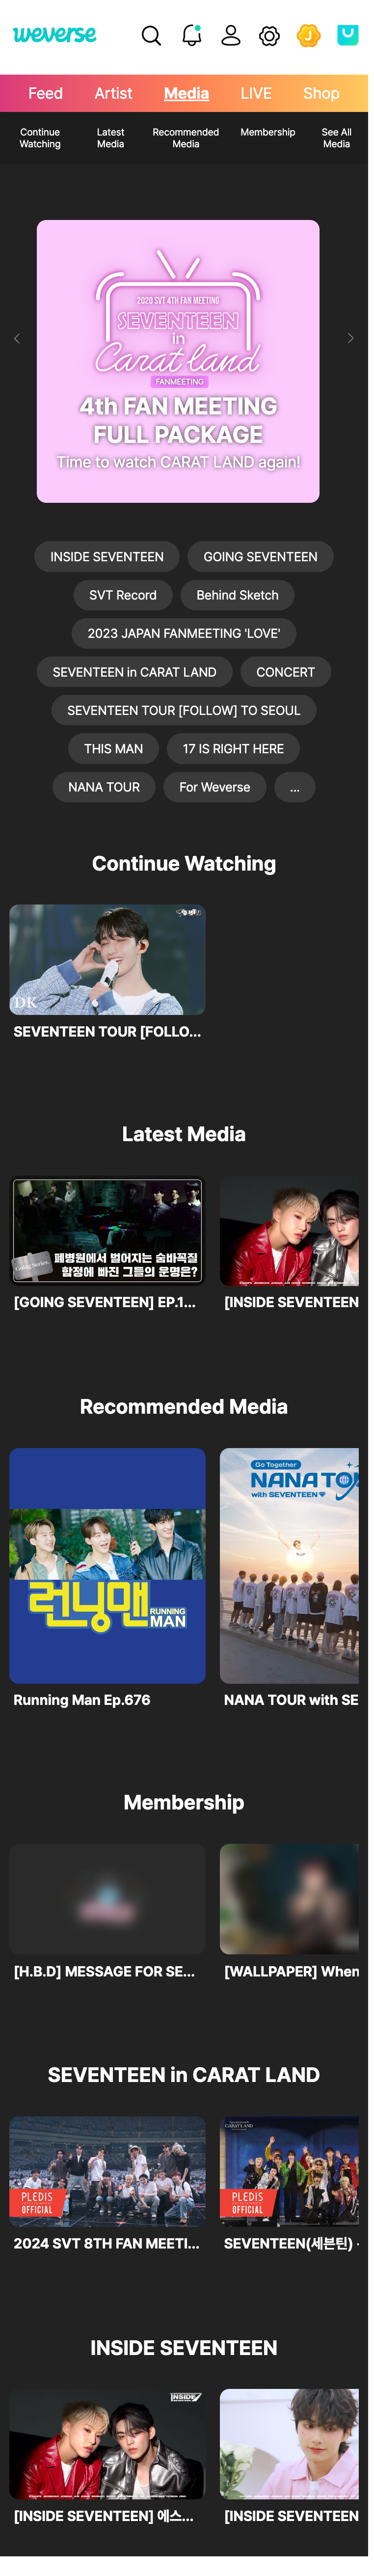 weverse
J
Feed Artist Media LIVE Shop
Continue Watching
Latest Media
Recommended Media
Membership
See All Media
2020 SVT 4TH FAN MEETING
SEVENTEEN
in
Carat land
FANMEETING
4th FAN MEETING
FULL PACKAGE
Time to watch CARAT LAND again!
INSIDE SEVENTEEN GOING SEVENTEEN
SVT Record Behind Sketch
2023 JAPAN FANMEETING 'LOVE'
SEVENTEEN in CARAT LAND CONCERT
SEVENTEEN TOUR [FOLLOW] TO SEOUL
THIS MAN 17 IS RIGHT HERE
NANA TOUR For Weverse ...
Continue Watching
DK
SEVENTEEN TOUR [FOLLO...
Latest Media
Going Series.
폐병원에서 벌어지는 숨바꼭질
함정에 빠진 그들의 운명은?
[GOING SEVENTEEN] EP.1...
[INSIDE SEVENTEEN
Recommended Media
런닝맨
RUNNING
MAN
Running Man Ep.676
Go Together
NANA TO
with SEVENTEEN
NANA TOUR with SE
Membership
[H.B.D] MESSAGE FOR SE...
[WALLPAPER] When
SEVENTEEN in CARAT LAND
PLEDIS
OFFICIAL
2024 SVT 8TH FAN MEETI...
CARAT LAND
PLEDIS
OFFICIAL
SEVENTEEN(세븐틴) -
INSIDE SEVENTEEN
INSIDE
[INSIDE SEVENTEEN] 에스...
[INSIDE SEVENTEEN